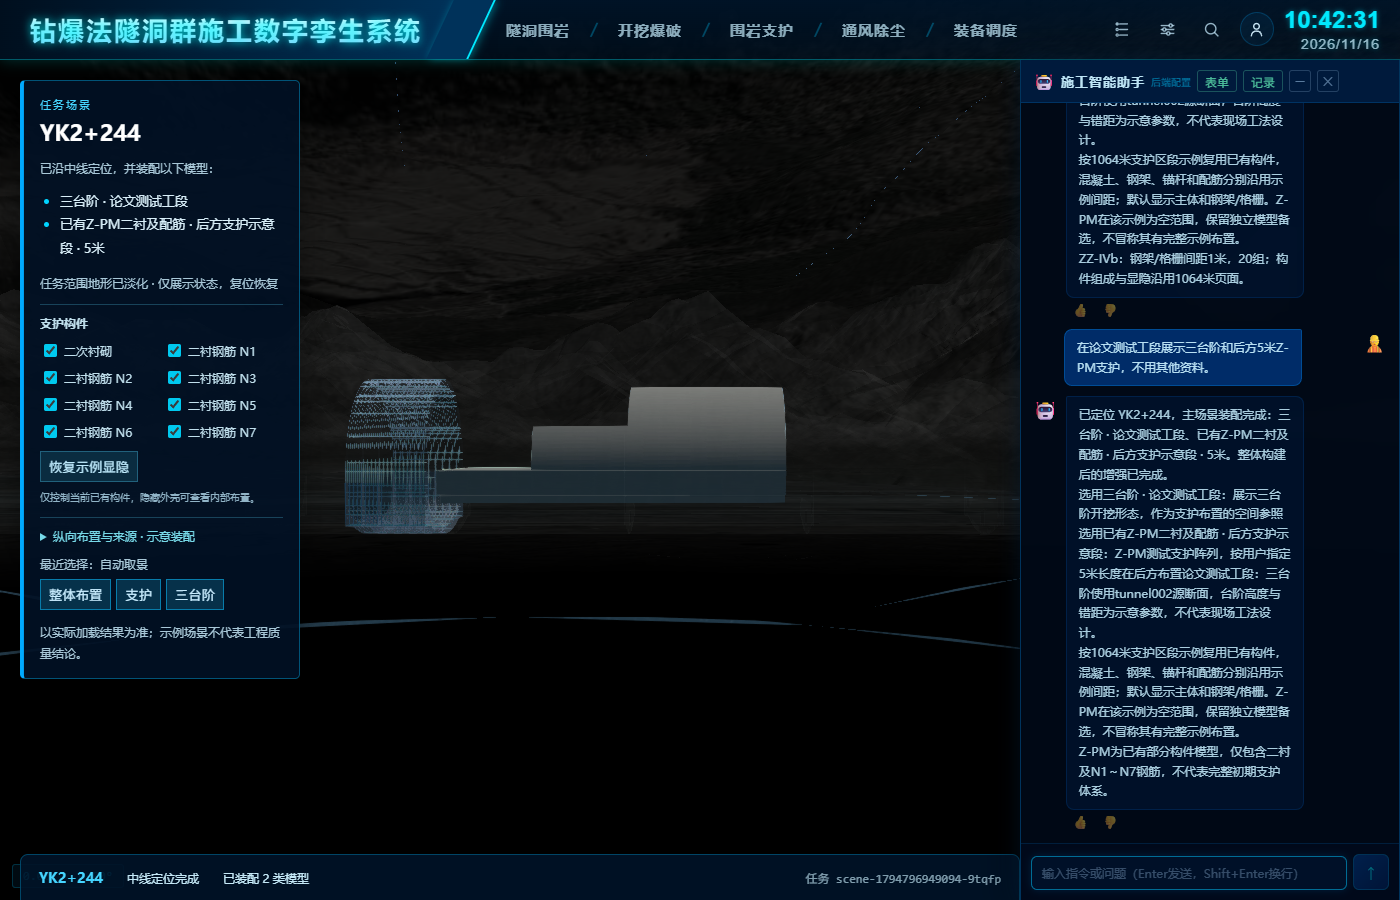 钻爆法隧洞群施工数字孪生系统
隧洞围岩 / 开挖爆破 / 围岩支护 / 通风除尘 / 装备调度
10:42:31
2026/11/16
任务场景
YK2+244
已沿中线定位，并装配以下模型：
三台阶 · 论文测试工段
已有Z-PM二衬及配筋 · 后方支护示意
段 · 5米
任务范围地形已淡化 · 仅展示状态，复位恢复
支护构件
二次衬砌 二衬钢筋 N1
二衬钢筋 N2 二衬钢筋 N3
二衬钢筋 N4 二衬钢筋 N5
二衬钢筋 N6 二衬钢筋 N7
恢复示例显隐
仅控制当前已有构件，隐藏外壳可查看内部布置。
纵向布置与来源 · 示意装配
最近选择：自动取景
整体布置 支护 三台阶
以实际加载结果为准；示例场景不代表工程质
量结论。
施工智能助手 后端配置 表单 记录
台阶使用tunnel002源断面，台阶高度
与错距为示意参数，不代表现场工法设
计。
按1064米支护区段示例复用已有构件，
混凝土、钢架、锚杆和配筋分别沿用示
例间距；默认显示主体和钢架/格栅。Z-
PM在该示例为空范围，保留独立模型备
选，不冒称其有完整示例布置。
ZZ-IVb：钢架/格栅间距1米，20组；构
件组成与显隐沿用1064米页面。
在论文测试工段展示三台阶和后方5米Z-
PM支护，不用其他资料。
已定位 YK2+244，主场景装配完成：三
台阶 · 论文测试工段、已有Z-PM二衬及
配筋 · 后方支护示意段 · 5米。整体构建
后的增强已完成。
选用三台阶 · 论文测试工段：展示三台
阶开挖形态，作为支护布置的空间参照
选用已有Z-PM二衬及配筋 · 后方支护示
意段：Z-PM测试支护阵列，按用户指定
5米长度在后方布置论文测试工段：三台
阶使用tunnel002源断面，台阶高度与
错距为示意参数，不代表现场工法设
计。
按1064米支护区段示例复用已有构件，
混凝土、钢架、锚杆和配筋分别沿用示
例间距；默认显示主体和钢架/格栅。Z-
PM在该示例为空范围，保留独立模型备
选，不冒称其有完整示例布置。
Z-PM为已有部分构件模型，仅包含二衬
及N1～N7钢筋，不代表完整初期支护
体系。
输入指令或问题（Enter发送，Shift+Enter换行）
YK2+244 中线定位完成 已装配 2 类模型
任务 scene-1794796949094-9tqfp